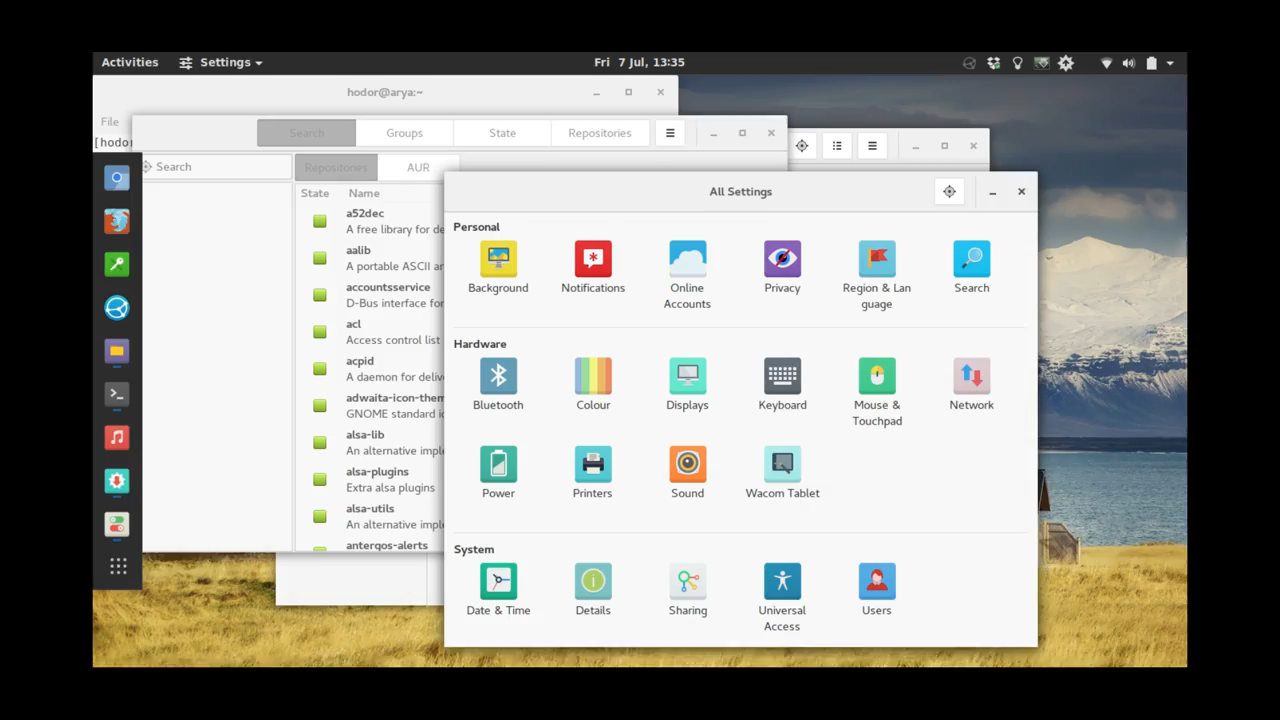 Activities Settings Fri 7 Jul, 13:35
hodor@arya:~
File
[hodor
Search Groups State Repositories
Search Repositories AUR
State Name
a52dec
A free library for de
aalib
A portable ASCII ar
accountsservice
D-Bus interface for
acl
Access control list
acpid
A daemon for delive
adwaita-icon-them
GNOME standard ic
alsa-lib
An alternative imple
alsa-plugins
Extra alsa plugins
alsa-utils
An alternative imple
antergos-alerts
All Settings
Personal
Background Notifications Online Accounts Privacy Region & Lan guage Search
Hardware
Bluetooth Colour Displays Keyboard Mouse & Touchpad Network
Power Printers Sound Wacom Tablet
System
Date & Time Details Sharing Universal Access Users